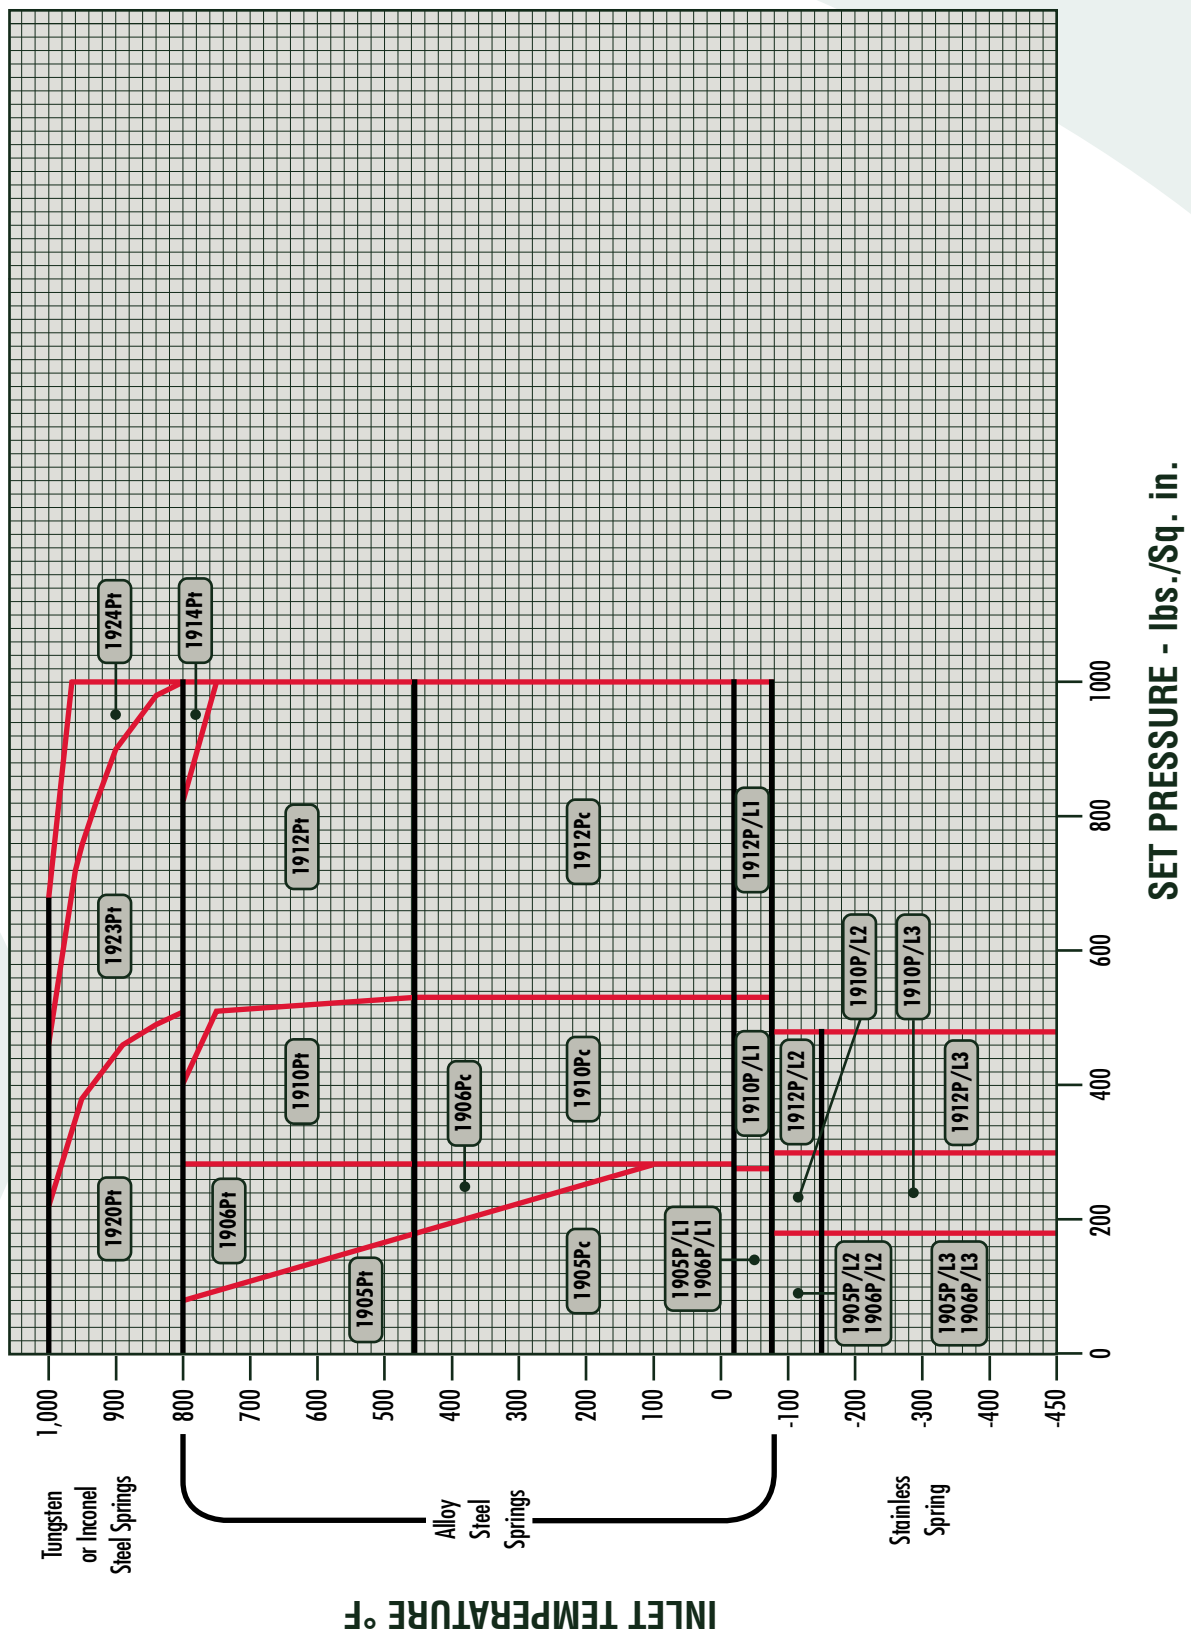 1924Pt
1914Pt
1923Pt
1920Pt
1912Pt
1910Pt
1906Pt
1905Pt
1906Pc
1912Pc
1910Pc
1905Pc
1912P/L1
1910P/L1
1905P/L1
1906P/L1
1912P/L2
1910P/L2
1905P/L2
1906P/L2
1910P/L3
1912P/L3
1905P/L3
1906P/L3
1,000
900
800
700
600
500
400
300
200
100
0
-100
-200
-300
-400
-450
0
200
400
600
800
1000
SET PRESSURE - lbs./Sq. in.
Tungsten
or Inconel
Steel Springs
Alloy
Steel
Springs
Stainless
Spring
INLET TEMPERATURE °F